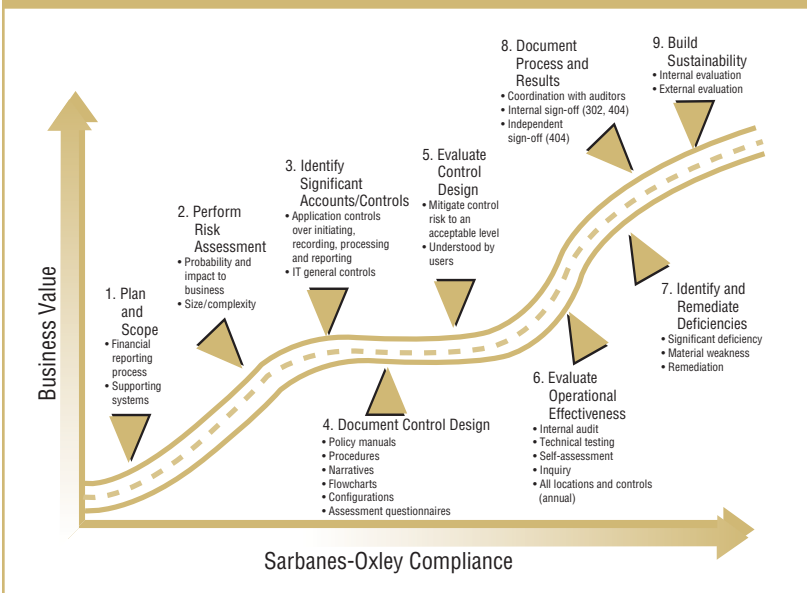 Business Value
1. Plan
and
Scope
• Financial
reporting
process
• Supporting
systems
2. Perform
Risk
Assessment
• Probability and
impact to
business
• Size/complexity
3. Identify
Significant
Accounts/Controls
• Application controls
over initiating,
recording, processing
and reporting
• IT general controls
4. Document Control Design
• Policy manuals
• Procedures
• Narratives
• Flowcharts
• Configurations
• Assessment questionnaires
5. Evaluate
Control
Design
• Mitigate control
risk to an
acceptable level
• Understood by
users
6. Evaluate
Operational
Effectiveness
• Internal audit
• Technical testing
• Self-assessment
• Inquiry
• All locations and controls
(annual)
7. Identify and
Remediate
Deficiencies
• Significant deficiency
• Material weakness
• Remediation
8. Document
Process and
Results
• Coordination with auditors
• Internal sign-off (302, 404)
• Independent
sign-off (404)
9. Build
Sustainability
• Internal evaluation
• External evaluation
Sarbanes-Oxley Compliance